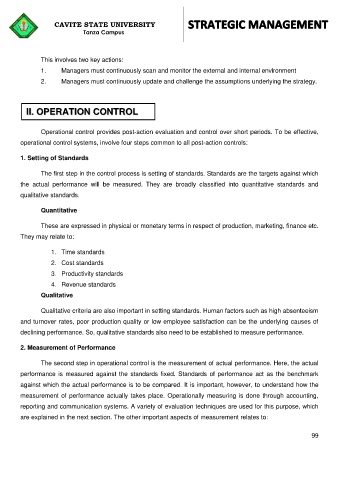 CAVITE STATE UNIVERSITY
Tanza Campus
STRATEGIC MANAGEMENT
This involves two key actions:
1. Managers must continuously scan and monitor the external and internal environment
2. Managers must continuously update and challenge the assumptions underlying the strategy.
II. OPERATION CONTROL
Operational control provides post-action evaluation and control over short periods. To be effective,
operational control systems, involve four steps common to all post-action controls:
1. Setting of Standards
The first step in the control process is setting of standards. Standards are the targets against which
the actual performance will be measured. They are broadly classified into quantitative standards and
qualitative standards.
Quantitative
These are expressed in physical or monetary terms in respect of production, marketing, finance etc.
They may relate to:
1. Time standards
2. Cost standards
3. Productivity standards
4. Revenue standards
Qualitative
Qualitative criteria are also important in setting standards. Human factors such as high absenteeism
and turnover rates, poor production quality or low employee satisfaction can be the underlying causes of
declining performance. So, qualitative standards also need to be established to measure performance.
2. Measurement of Performance
The second step in operational control is the measurement of actual performance. Here, the actual
performance is measured against the standards fixed. Standards of performance act as the benchmark
against which the actual performance is to be compared. It is important, however, to understand how the
measurement of performance actually takes place. Operationally measuring is done through accounting,
reporting and communication systems. A variety of evaluation techniques are used for this purpose, which
are explained in the next section. The other important aspects of measurement relates to:
99